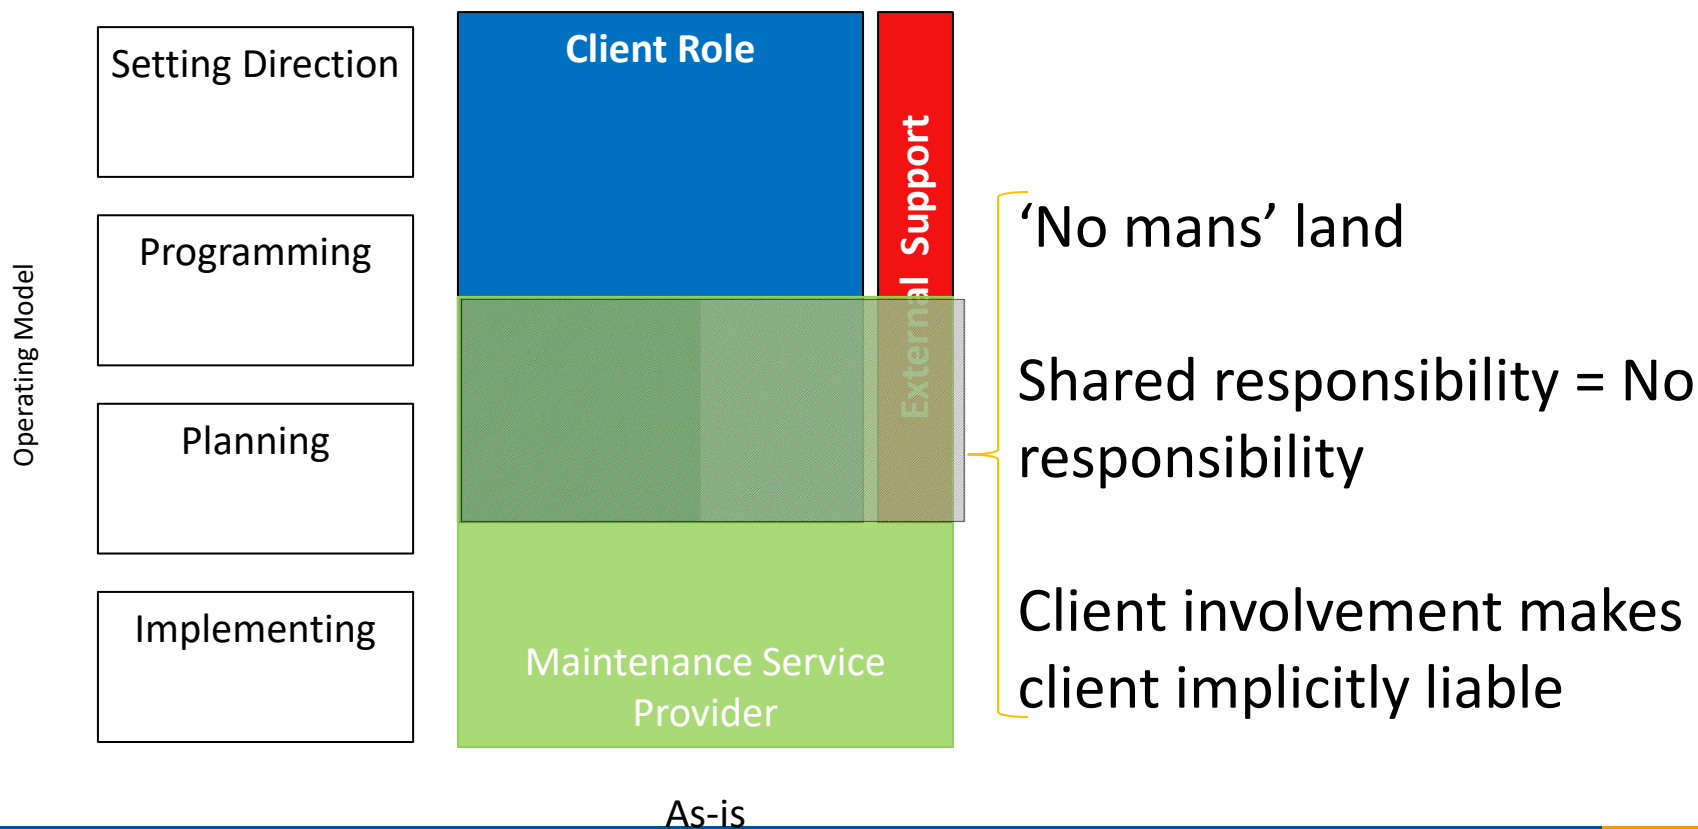 Operating Model
Setting Direction
Programming
Planning
Implementing
Client Role
External Support
Maintenance Service
Provider
‘No mans’ land
Shared responsibility = No
responsibility
Client involvement makes
client implicitly liable
As-is